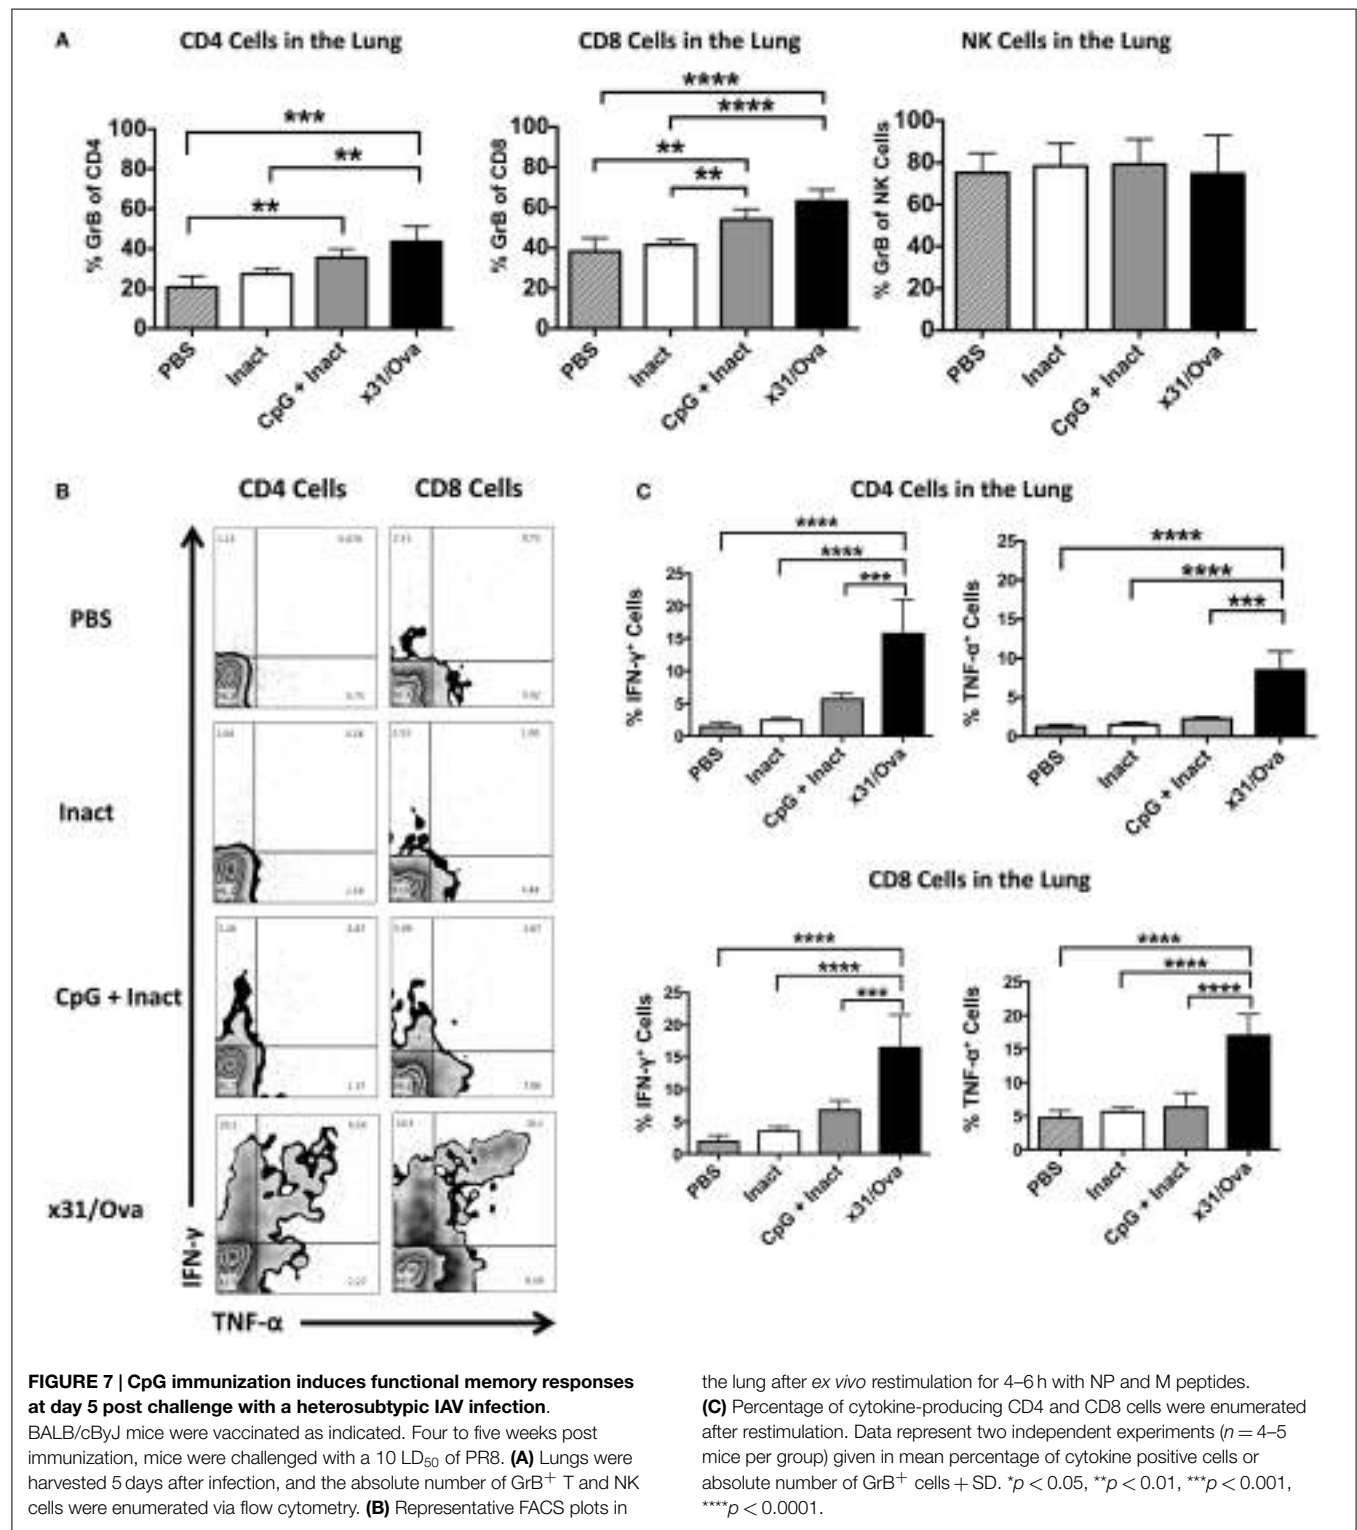 A
CD4 Cells in the Lung
% GrB of CD4
100
80
60
40
20
0
***
**
**
PBS
Inact
CpG + Inact
x31/Ova
CD8 Cells in the Lung
% GrB of CD8
100
80
60
40
20
0
****
****
**
**
PBS
Inact
CpG + Inact
x31/Ova
NK Cells in the Lung
% GrB of NK Cells
100
80
60
40
20
0
PBS
Inact
CpG + Inact
x31/Ova
B
CD4 Cells
CD8 Cells
PBS
Inact
CpG + Inact
x31/Ova
IFN-γ
TNF-α
C
CD4 Cells in the Lung
% IFN-γ⁺ Cells
25
20
15
10
5
0
****
****
***
PBS
Inact
CpG + Inact
x31/Ova
% TNF-α⁺ Cells
25
20
15
10
5
0
****
****
***
PBS
Inact
CpG + Inact
x31/Ova
CD8 Cells in the Lung
% IFN-γ⁺ Cells
25
20
15
10
5
0
****
****
***
PBS
Inact
CpG + Inact
x31/Ova
% TNF-α⁺ Cells
25
20
15
10
5
0
****
****
****
PBS
Inact
CpG + Inact
x31/Ova
FIGURE 7 | CpG immunization induces functional memory responses
at day 5 post challenge with a heterosubtypic IAV infection.
BALB/cByJ mice were vaccinated as indicated. Four to five weeks post
immunization, mice were challenged with a 10 LD₅₀ of PR8. (A) Lungs were
harvested 5 days after infection, and the absolute number of GrB⁺ T and NK
cells were enumerated via flow cytometry. (B) Representative FACS plots in
the lung after ex vivo restimulation for 4–6 h with NP and M peptides.
(C) Percentage of cytokine-producing CD4 and CD8 cells were enumerated
after restimulation. Data represent two independent experiments (n = 4–5
mice per group) given in mean percentage of cytokine positive cells or
absolute number of GrB⁺ cells + SD. *p < 0.05, **p < 0.01, ***p < 0.001,
****p < 0.0001.